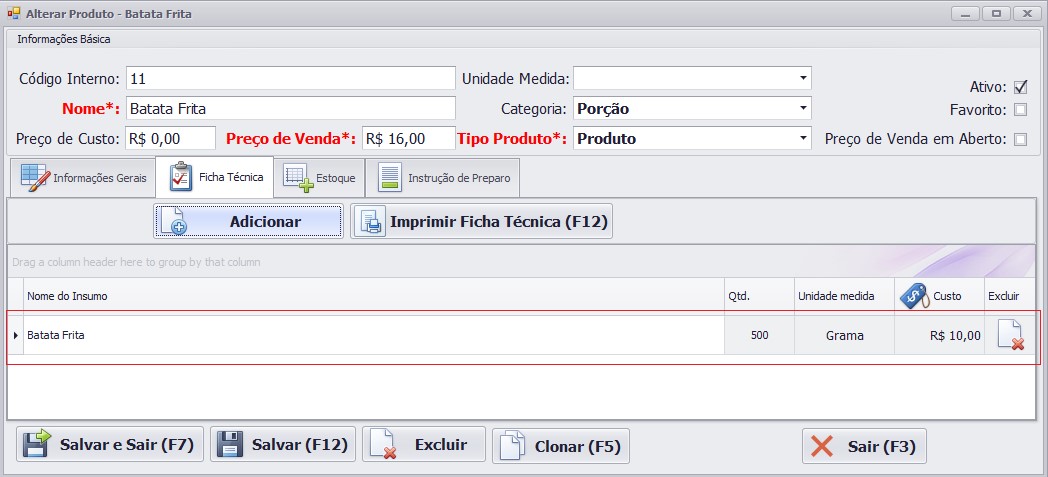 Alterar Produto - Batata Frita
Informações Básica
Código Interno: 11 Unidade Medida: Ativo:
Nome*: Batata Frita Categoria: Porção Favorito:
Preço de Custo: R$ 0,00 Preço de Venda*: R$ 16,00 Tipo Produto*: Produto Preço de Venda em Aberto:
Informações Gerais Ficha Técnica Estoque Instrução de Preparo
Adicionar Imprimir Ficha Técnica (F12)
Drag a column header here to group by that column
Nome do Insumo Qtd. Unidade medida Custo Excluir
Batata Frita 500 Grama R$ 10,00
Salvar e Sair (F7) Salvar (F12) Excluir Clonar (F5) Sair (F3)